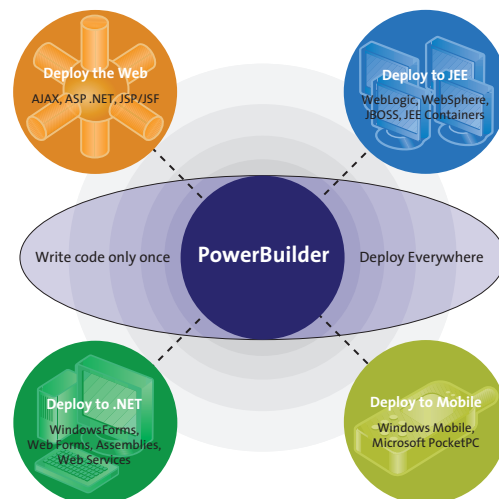 Deploy the Web
AJAX, ASP .NET, JSP/JSF
Deploy to JEE
WebLogic, WebSphere,
JBOSS, JEE Containers
Write code only once
PowerBuilder
Deploy Everywhere
Deploy to .NET
WindowsForms,
Web Forms, Assemblies,
Web Services
Deploy to Mobile
Windows Mobile,
Microsoft PocketPC